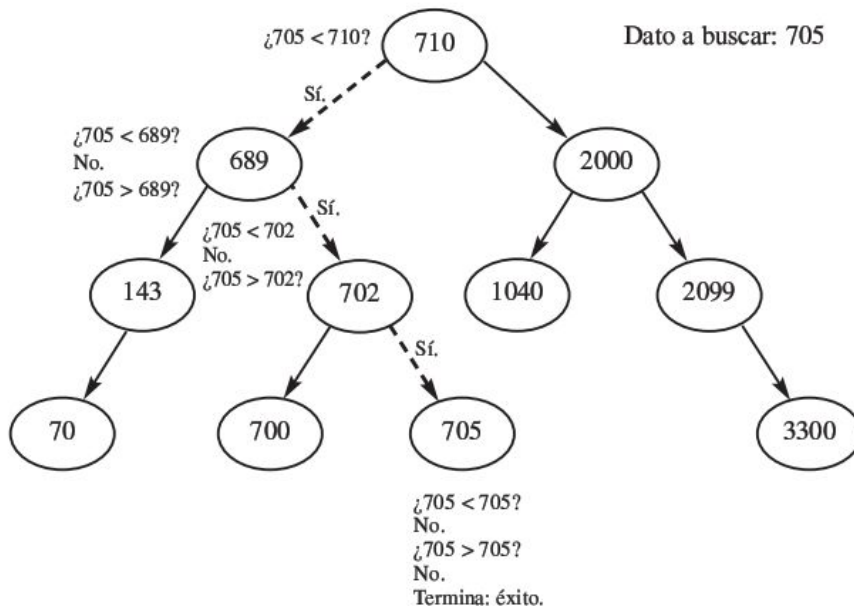 ¿705 < 710?
710
Dato a buscar: 705
Sí.
¿705 < 689?
No.
¿705 > 689?
689
2000
Sí.
¿705 < 702
No.
¿705 > 702?
143
702
1040
2099
Sí.
70
700
705
3300
¿705 < 705?
No.
¿705 > 705?
No.
Termina: éxito.